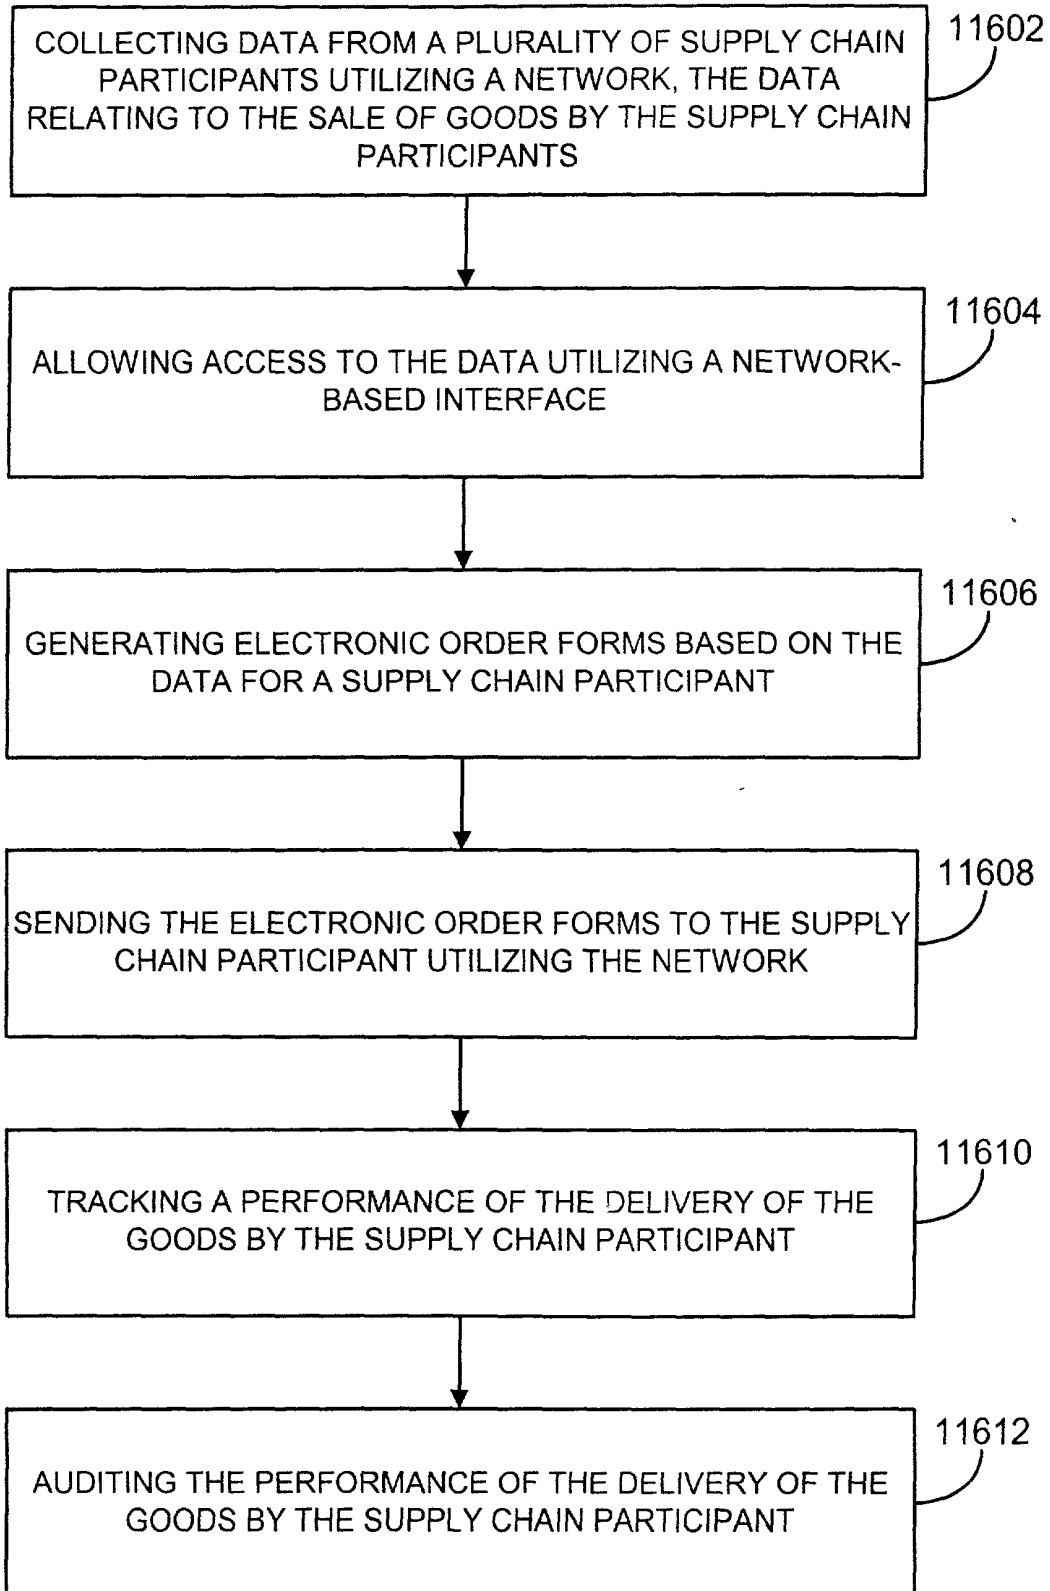 COLLECTING DATA FROM A PLURALITY OF SUPPLY CHAIN
PARTICIPANTS UTILIZING A NETWORK, THE DATA
RELATING TO THE SALE OF GOODS BY THE SUPPLY CHAIN
PARTICIPANTS
11602
ALLOWING ACCESS TO THE DATA UTILIZING A NETWORK-
BASED INTERFACE
11604
GENERATING ELECTRONIC ORDER FORMS BASED ON THE
DATA FOR A SUPPLY CHAIN PARTICIPANT
11606
SENDING THE ELECTRONIC ORDER FORMS TO THE SUPPLY
CHAIN PARTICIPANT UTILIZING THE NETWORK
11608
TRACKING A PERFORMANCE OF THE DELIVERY OF THE
GOODS BY THE SUPPLY CHAIN PARTICIPANT
11610
AUDITING THE PERFORMANCE OF THE DELIVERY OF THE
GOODS BY THE SUPPLY CHAIN PARTICIPANT
11612